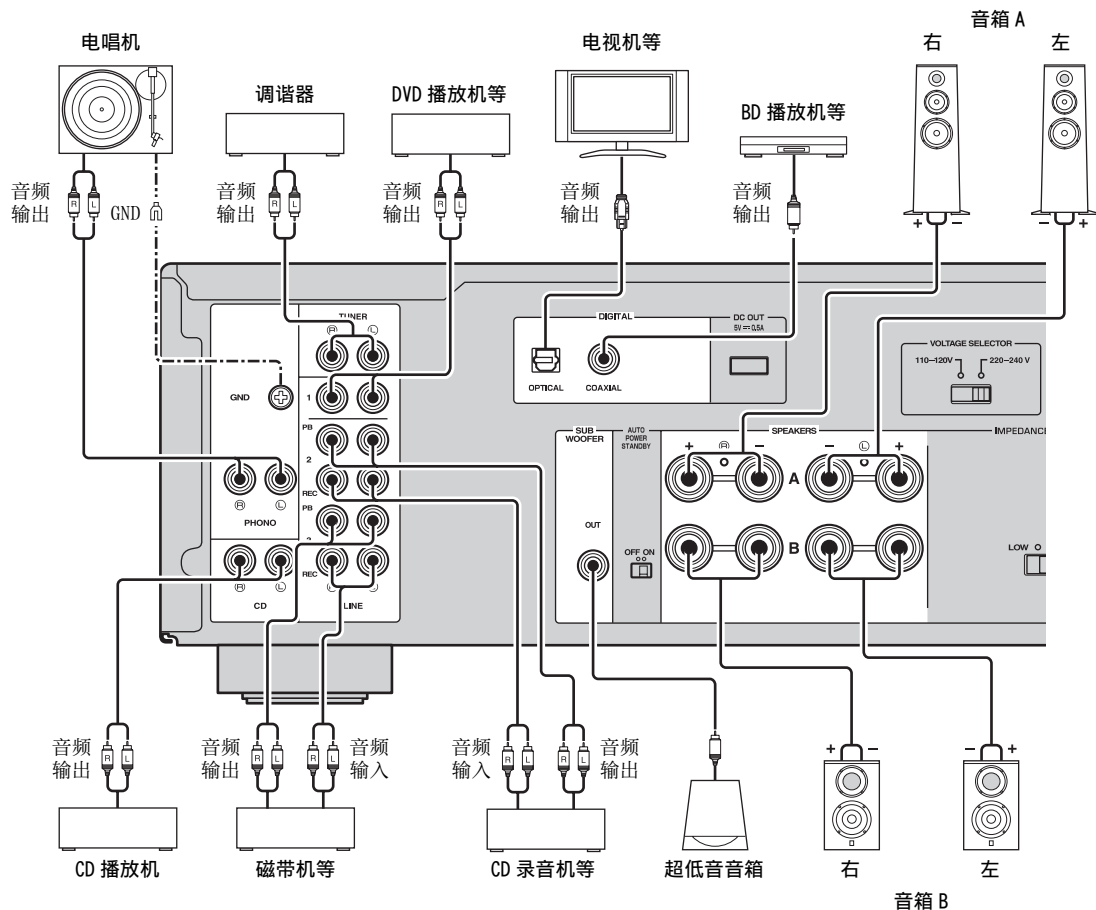 音箱 A
电唱机
电视机等
右
左
调谐器
DVD 播放机等
BD 播放机等
音频
输出
R
L
GND
音频
输出
R
L
音频
输出
R
L
音频
输出
音频
输出
+
−
−
+
TUNER
R
L
DIGITAL
DC OUT
5V 0.5A
VOLTAGE SELECTOR
110–120V
220–240 V
OPTICAL
COAXIAL
GND
1
PB
2
REC
PB
REC
R
L
PHONO
R
L
CD
LINE
SUB
WOOFER
OUT
AUTO
POWER
STANDBY
OFF ON
SPEAKERS
IMPEDANCE
+
R
−
−
L
+
A
B
LOW
音频
输出
R
L
音频
输出
R
L
R
L
音频
输入
音频
输入
R
L
R
L
音频
输出
+
−
−
+
CD 播放机
磁带机等
CD 录音机等
超低音音箱
右
左
音箱 B